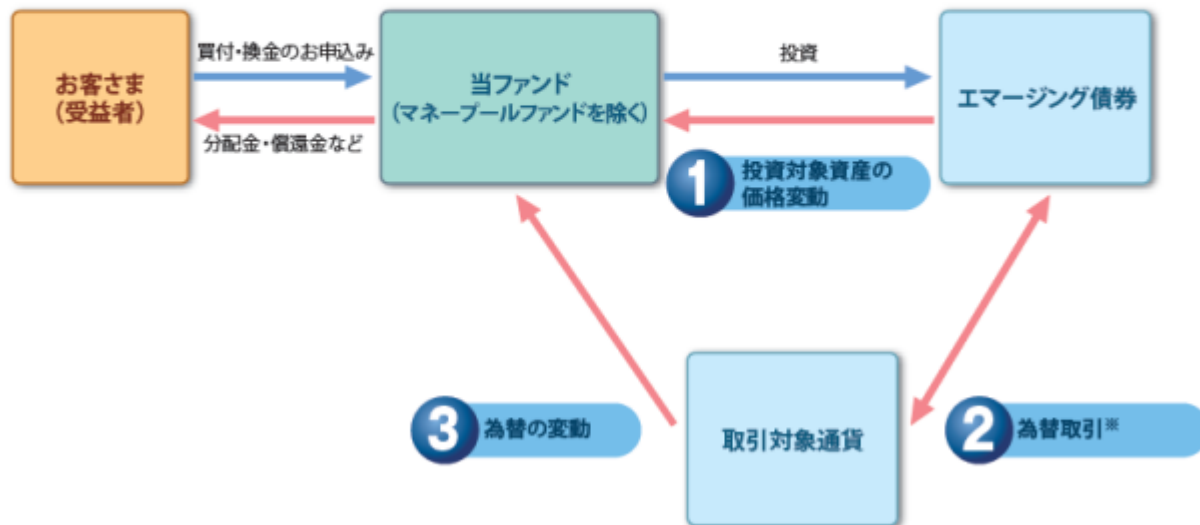 買付・換金のお申込み
お客さま
(受益者)
分配金・償還金など
当ファンド
(マネープールファンドを除く)
投資
エマージング債券
1 投資対象資産の
価格変動
3 為替の変動
取引対象通貨
2 為替取引※